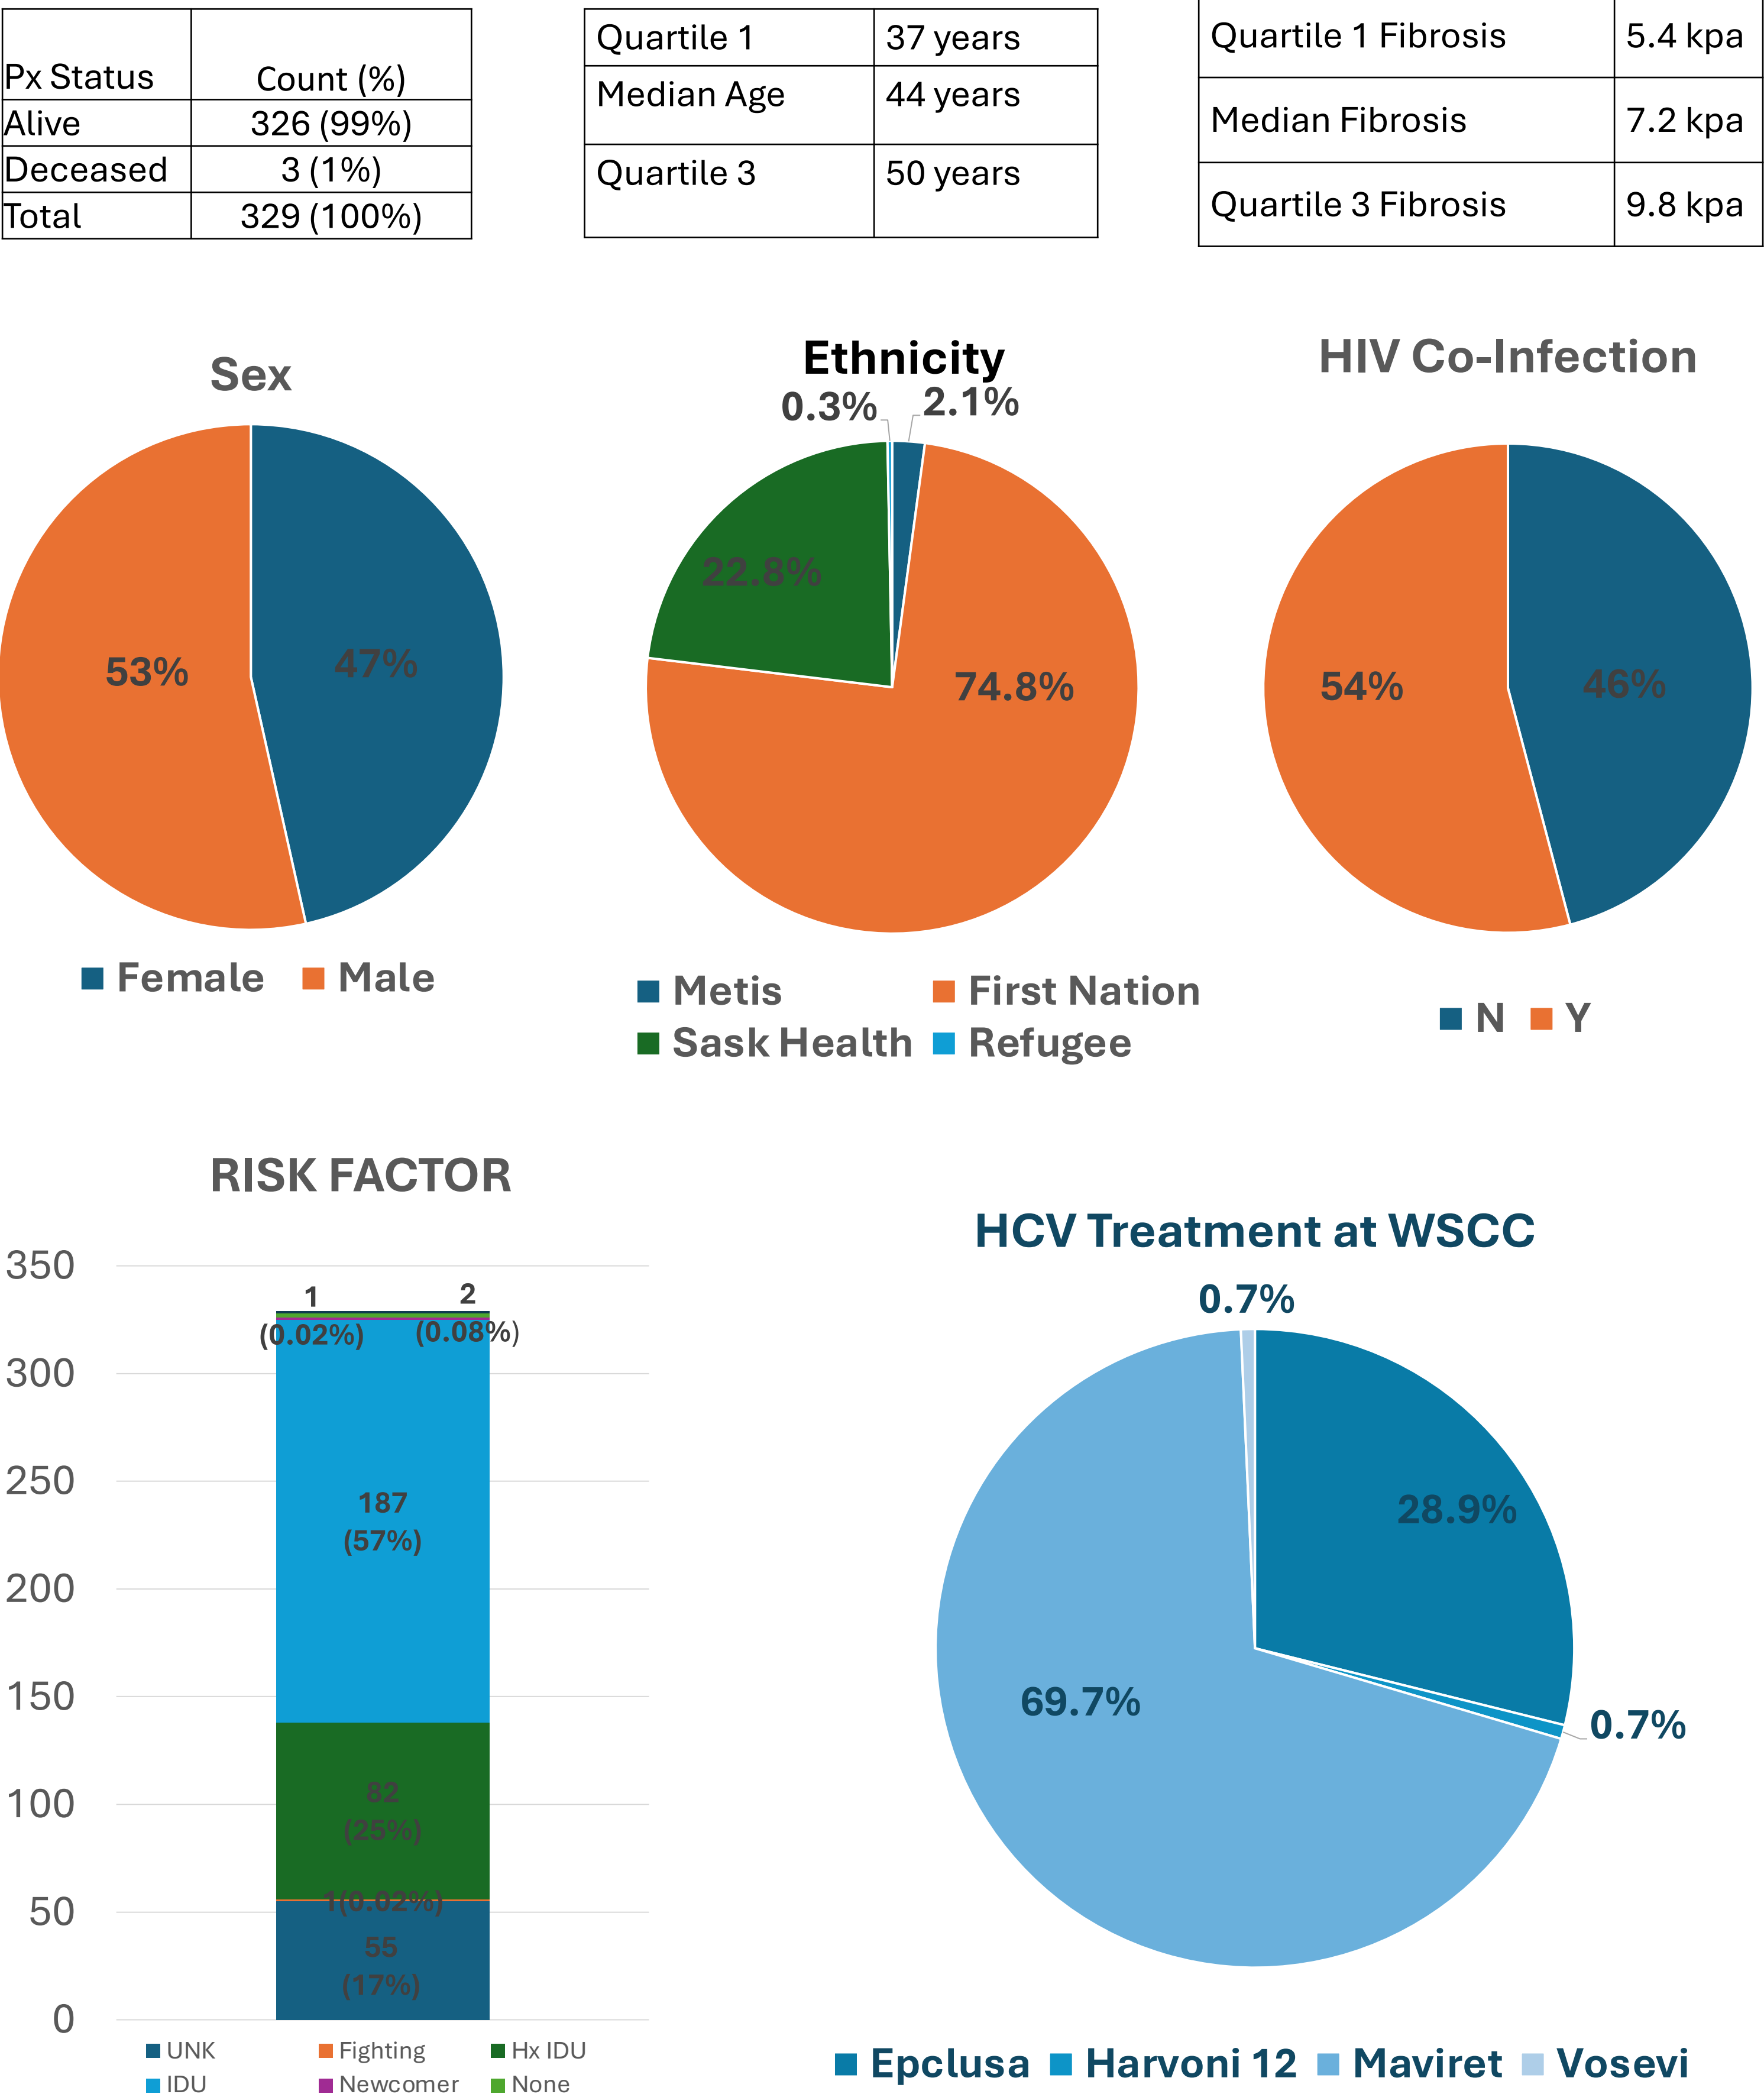 Px Status Count (%)
Alive 326 (99%)
Deceased 3 (1%)
Total 329 (100%)
Quartile 1 37 years
Median Age 44 years
Quartile 3 50 years
Quartile 1 Fibrosis 5.4 kpa
Median Fibrosis 7.2 kpa
Quartile 3 Fibrosis 9.8 kpa
Sex
53%
47%
Female Male
Ethnicity
0.3% 2.1%
22.8%
74.8%
Metis First Nation
Sask Health Refugee
HIV Co-Infection
54%
46%
N Y
RISK FACTOR
350
300
250
200
150
100
50
0
1
(0.02%)
2
(0.08%)
187
(57%)
82
(25%)
1(0.02%)
55
(17%)
UNK Fighting Hx IDU
IDU Newcomer None
HCV Treatment at WSCC
0.7%
28.9%
69.7%
0.7%
Epclusa Harvoni 12 Maviret Vosevi